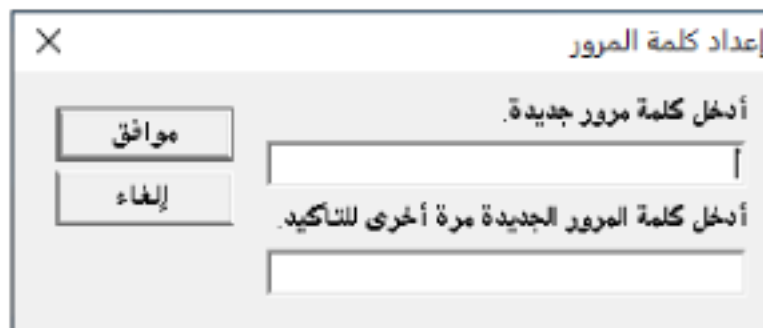 إعداد كلمة المرور
أدخل كلمة مرور جديدة.
موافق
إلغاء
أدخل كلمة المرور الجديدة مرة أخرى للتأكيد.